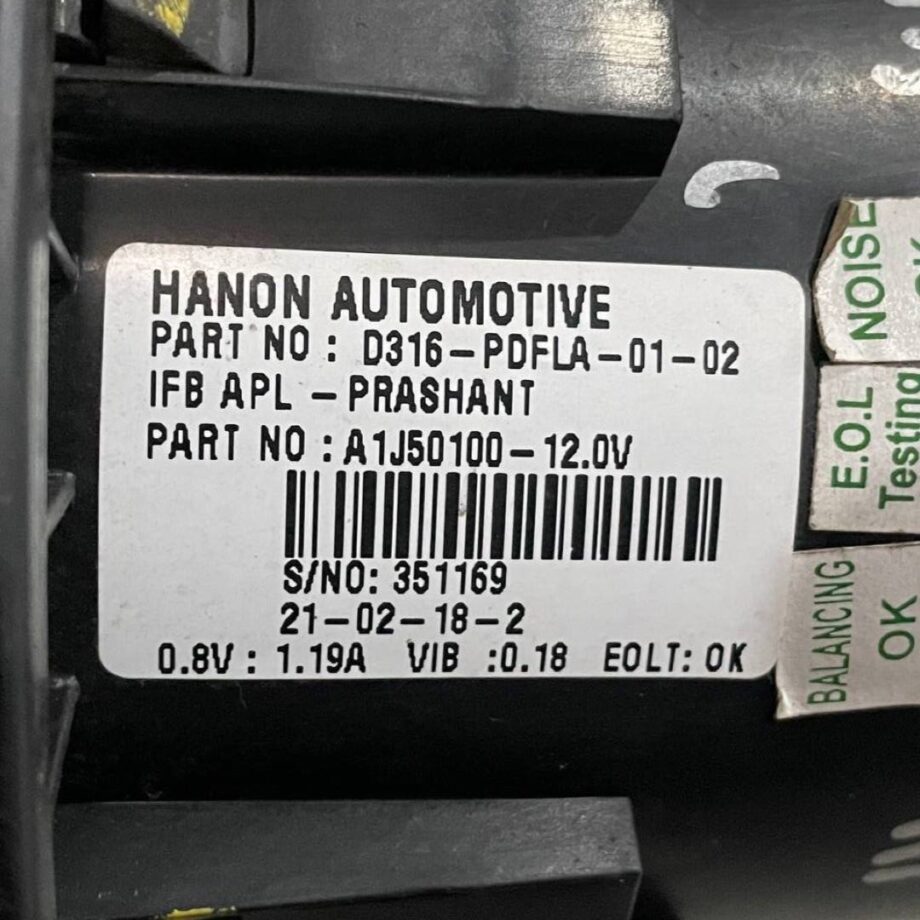 HANON AUTOMOTIVE
PART NO : D316-PDFLA-01-02
IFB APL - PRASHANT
PART NO : A1J50100-12.0V
S/NO: 351169
21-02-18-2
0.8V : 1.19A VIB :0.18 EOLT: OK
NOISE
E.O.L
Testing
BALANCING
OK